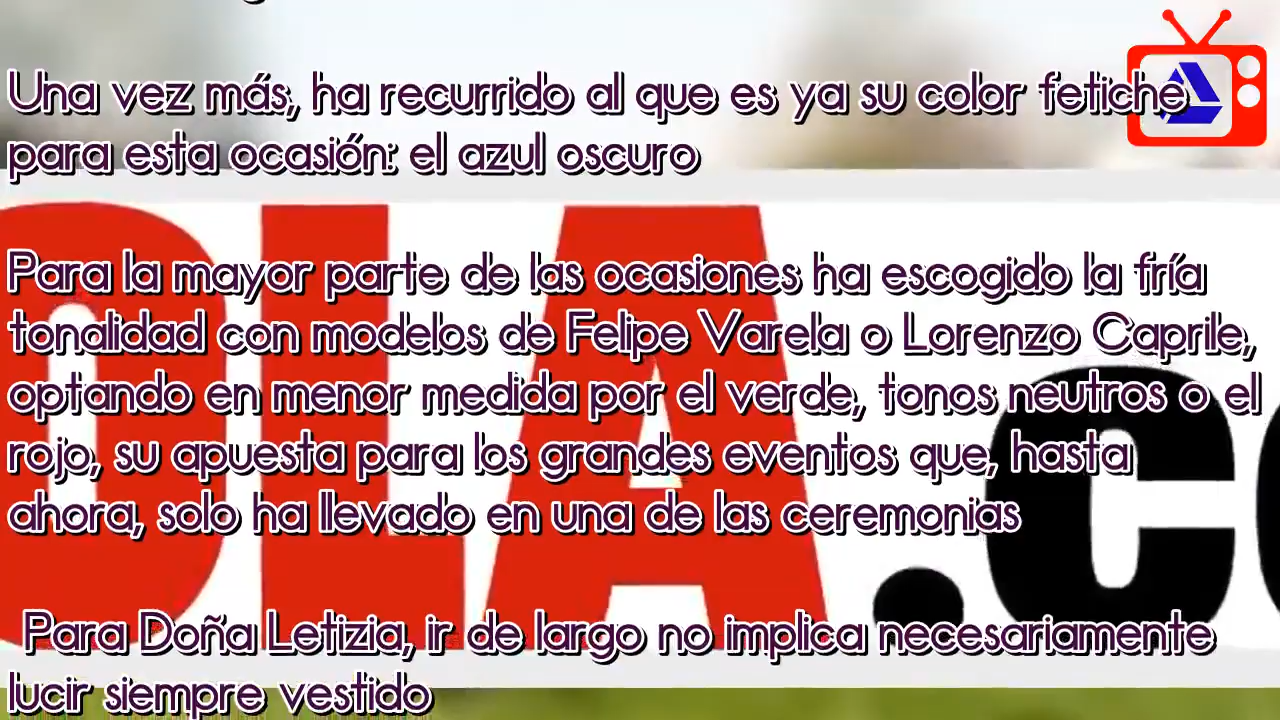 Una vez más, ha recurrido al que es ya su color fetiche
para esta ocasión: el azul oscuro
Para la mayor parte de las ocasiones ha escogido la fría
tonalidad con modelos de Felipe Varela o Lorenzo Caprile,
optando en menor medida por el verde, tonos neutros o el
rojo, su apuesta para los grandes eventos que, hasta
ahora, solo ha llevado en una de las ceremonias
Para Doña Letizia, ir de largo no implica necesariamente
lucir siempre vestido
OLA.co